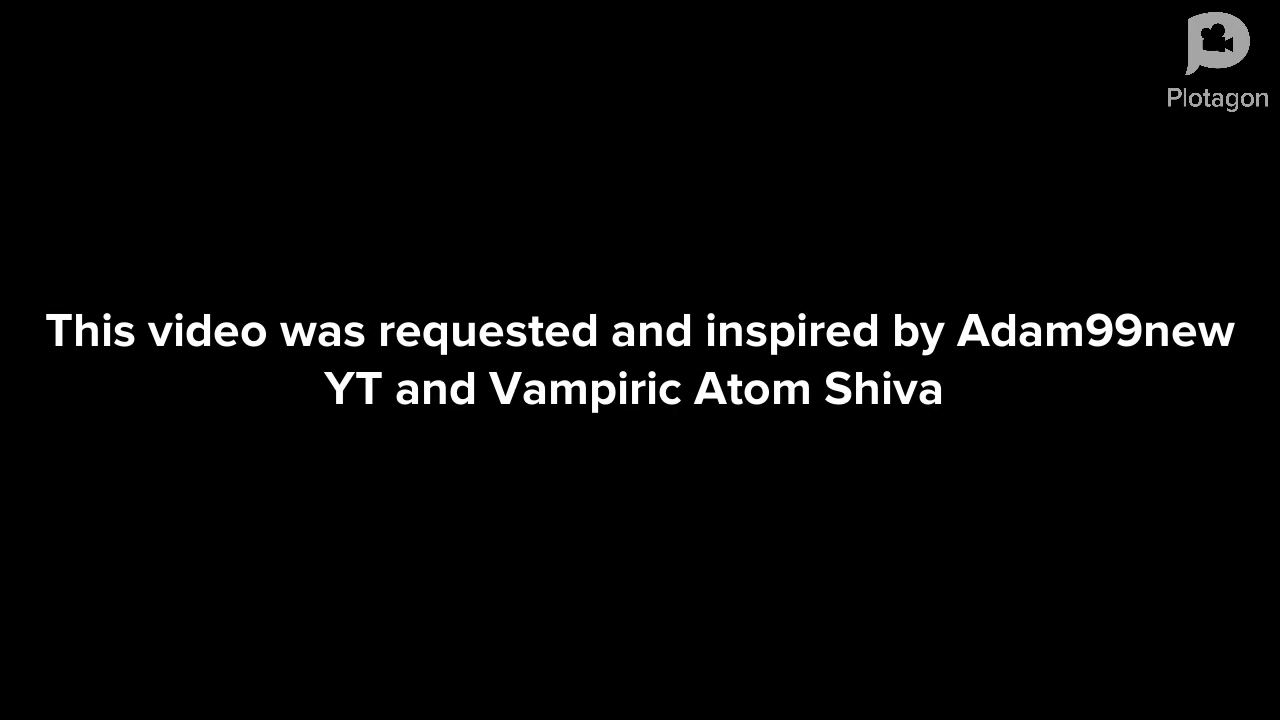 Plotagon
This video was requested and inspired by Adam99new
YT and Vampiric Atom Shiva